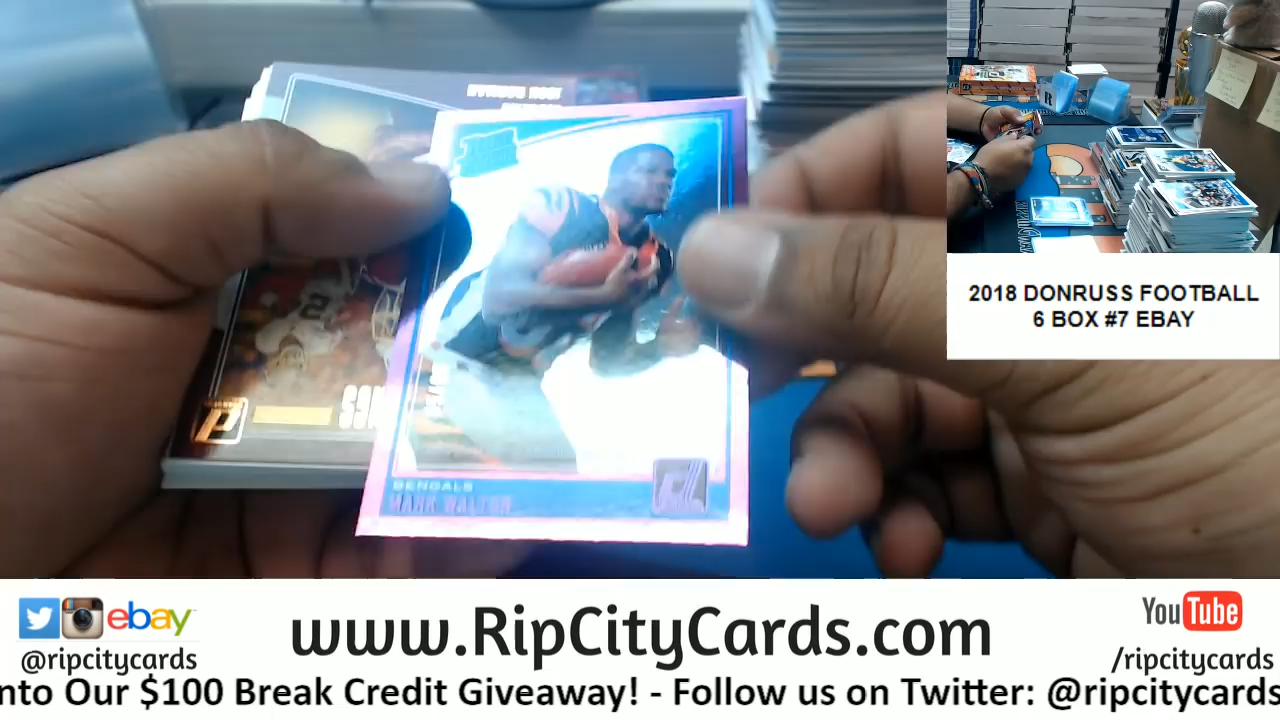 BENGALS
MARK WALTON
2018 DONRUSS FOOTBALL
6 BOX #7 EBAY
ebay
@ripcitycards
www.RipCityCards.com
YouTube
/ripcitycards
nto Our $100 Break Credit Giveaway! - Follow us on Twitter: @ripcitycards